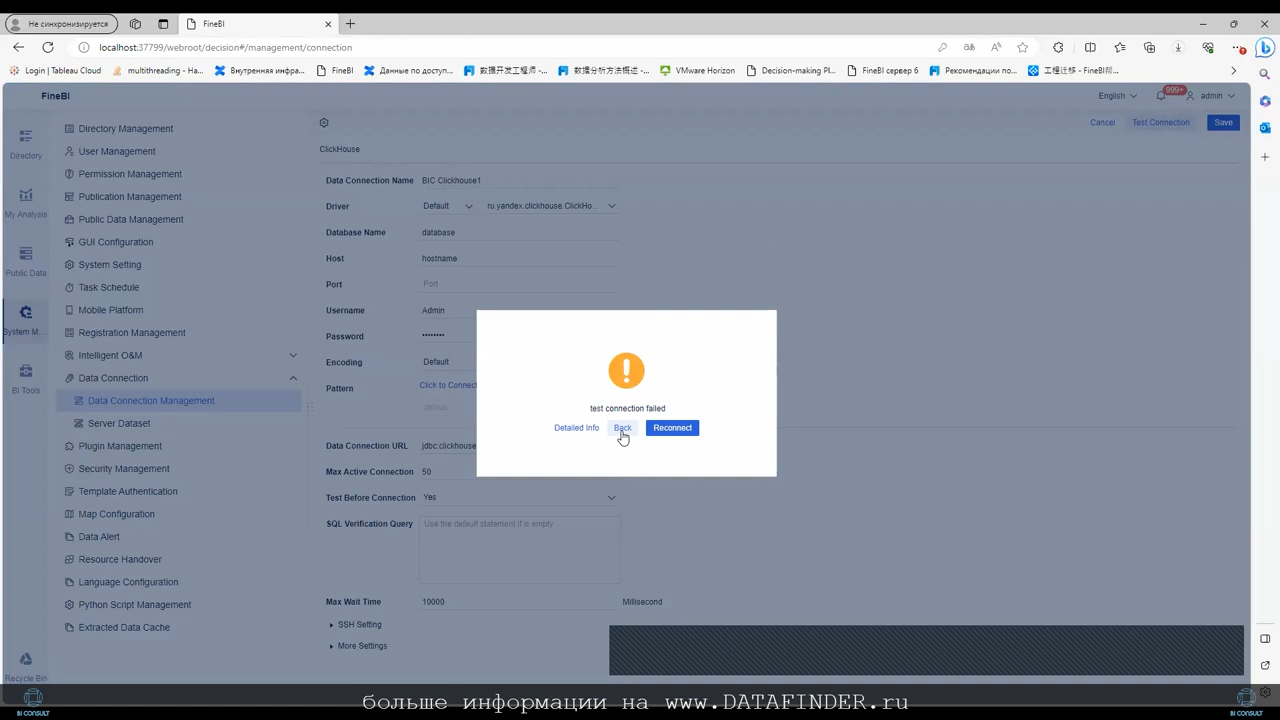 Не синхронизируется
FineBI
localhost:37799/webroot/decision#/management/connection
Login | Tableau Cloud
multithreading - Ha...
Внутренняя инфра...
FineBI
Данные по доступ...
数据开发工程师 -...
数据分析方法概述 -...
VMware Horizon
Decision-making Pl...
FineBI сервер 6
Рекомендации по...
工程迁移 - FineBI帮...
FineBI
English
999+
admin
Directory
My Analysis
Public Data
System M...
BI Tools
Recycle Bin
Directory Management
User Management
Permission Management
Publication Management
Public Data Management
GUI Configuration
System Setting
Task Schedule
Mobile Platform
Registration Management
Intelligent O&M
Data Connection
Data Connection Management
Server Dataset
Plugin Management
Security Management
Template Authentication
Map Configuration
Data Alert
Resource Handover
Language Configuration
Python Script Management
Extracted Data Cache
Cancel
Test Connection
Save
ClickHouse
Data Connection Name BIC Clickhouse1
Driver Default ru.yandex.clickhouse.ClickHo...
Database Name database
Host hostname
Port Port
Username Admin
Password ••••••••
Encoding Default
Pattern Click to Connect
default
Data Connection URL jdbc:clickhouse
Max Active Connection 50
Test Before Connection Yes
SQL Verification Query Use the default statement if is empty
Max Wait Time 10000 Millisecond
SSH Setting
More Settings
test connection failed
Detailed Info Back Reconnect
больше информации на www.DATAFINDER.ru
BI CONSULT
BI CONSULT